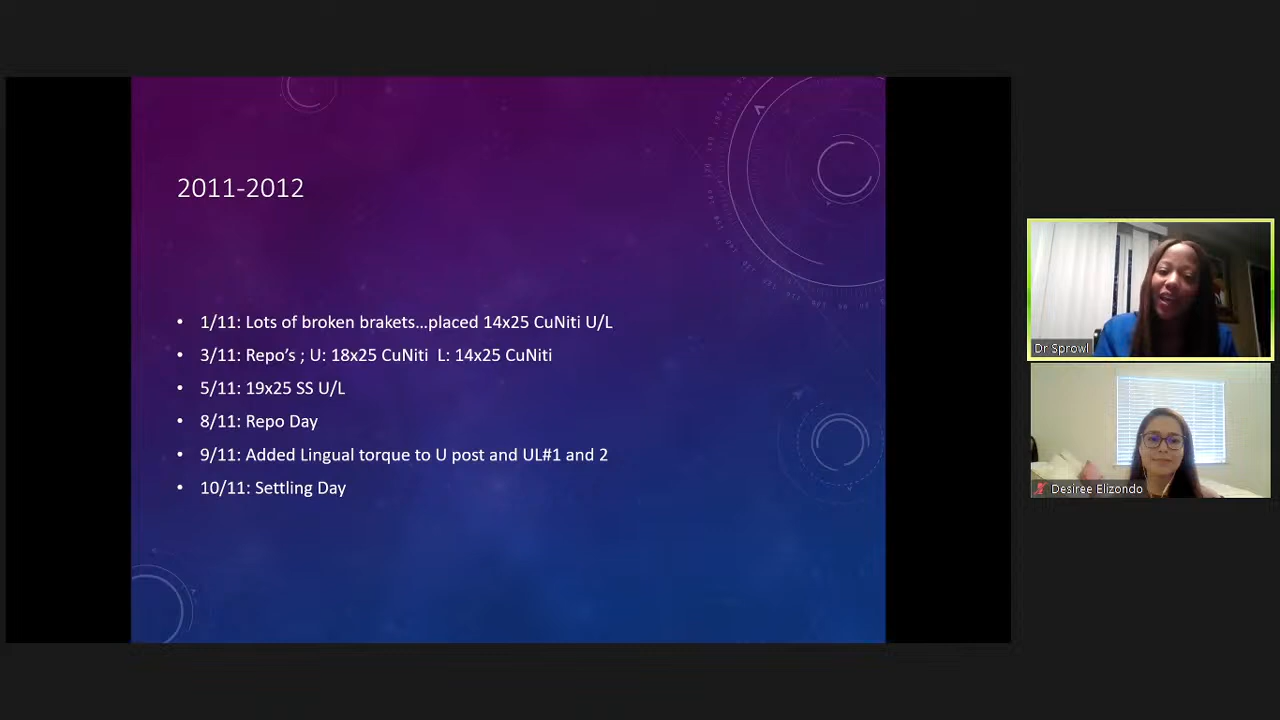 2011-2012
• 1/11: Lots of broken brakets...placed 14x25 CuNiti U/L
• 3/11: Repo's ; U: 18x25 CuNiti L: 14x25 CuNiti
• 5/11: 19x25 SS U/L
• 8/11: Repo Day
• 9/11: Added Lingual torque to U post and UL#1 and 2
• 10/11: Settling Day
Dr Sprowl
Desiree Elizondo